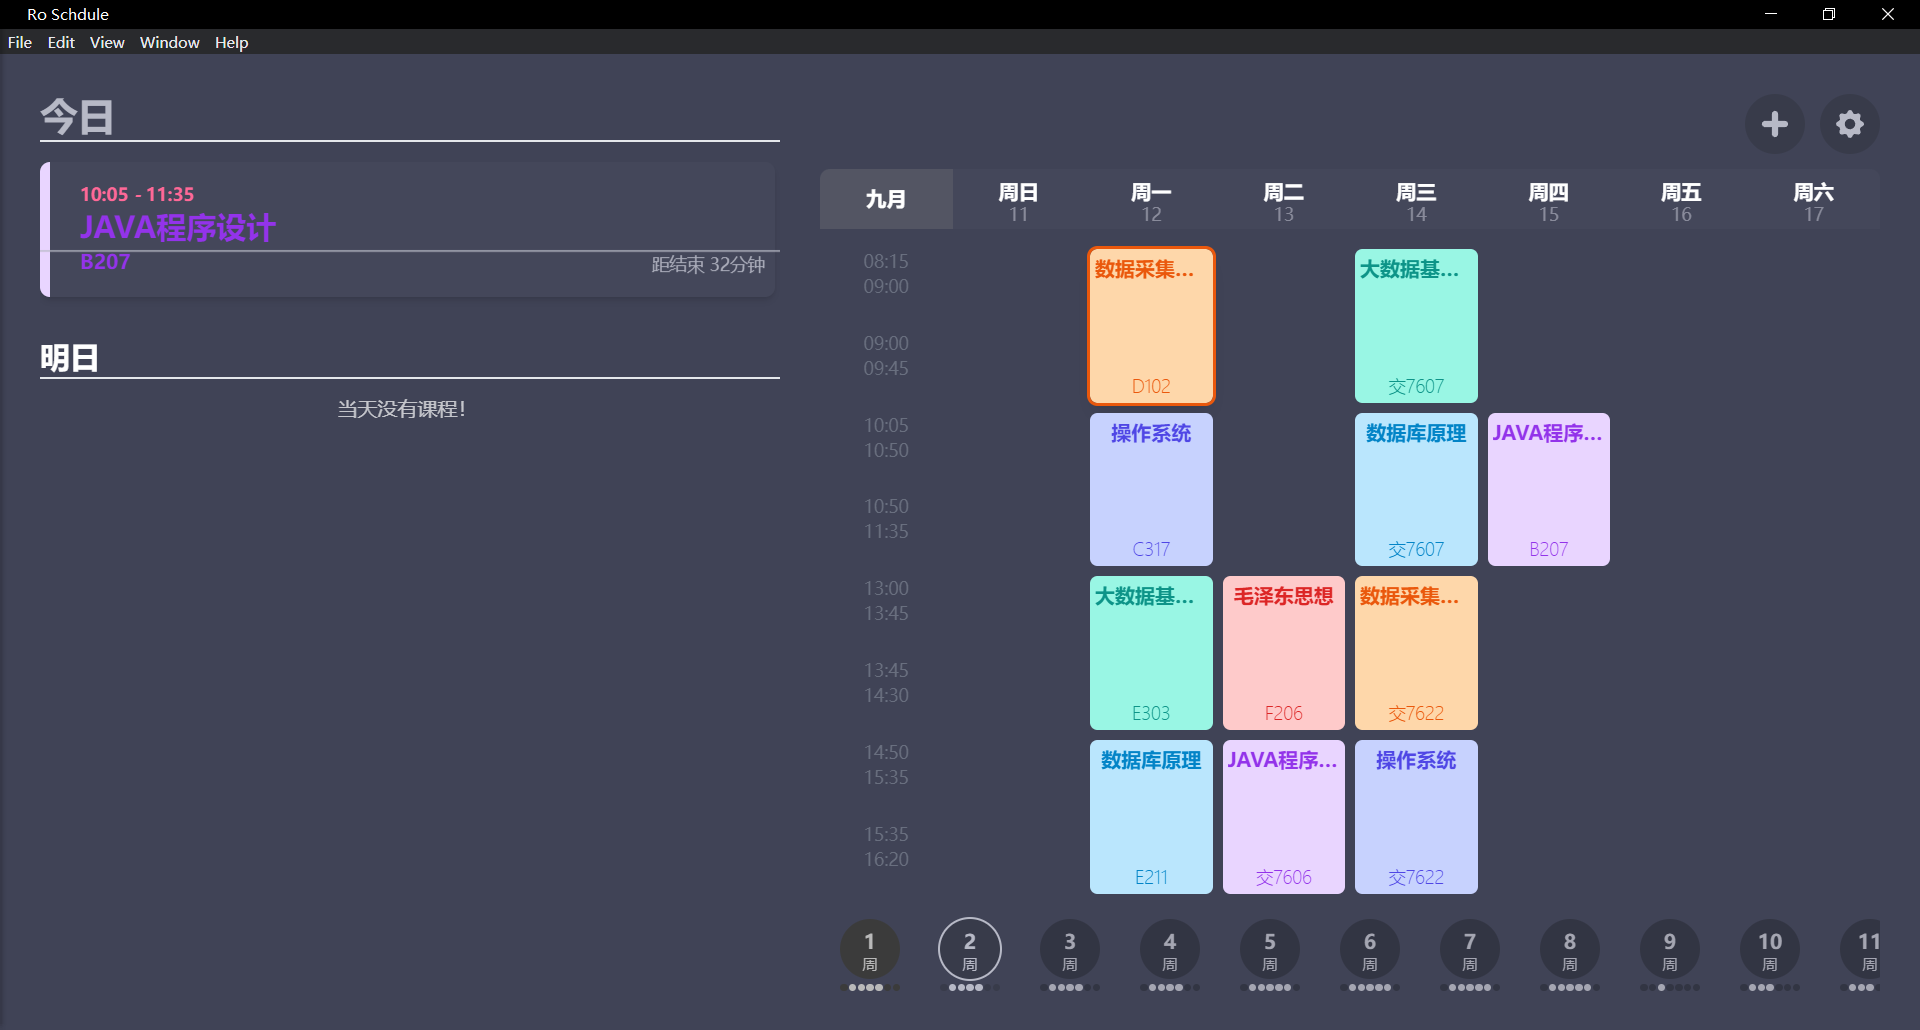 Ro Schdule
File Edit View Window Help
今日
10:05 - 11:35
JAVA程序设计
B207
距结束 32分钟
明日
当天没有课程!
九月 周日 周一 周二 周三 周四 周五 周六
11 12 13 14 15 16 17
08:15
09:00
数据采集... 大数据基...
09:00
09:45
D102 交7607
10:05
10:50
操作系统 数据库原理 JAVA程序...
10:50
11:35
C317 交7607 B207
13:00
13:45
大数据基... 毛泽东思想 数据采集...
13:45
14:30
E303 F206 交7622
14:50
15:35
数据库原理 JAVA程序... 操作系统
15:35
16:20
E211 交7606 交7622
1 2 3 4 5 6 7 8 9 10 11
周 周 周 周 周 周 周 周 周 周 周